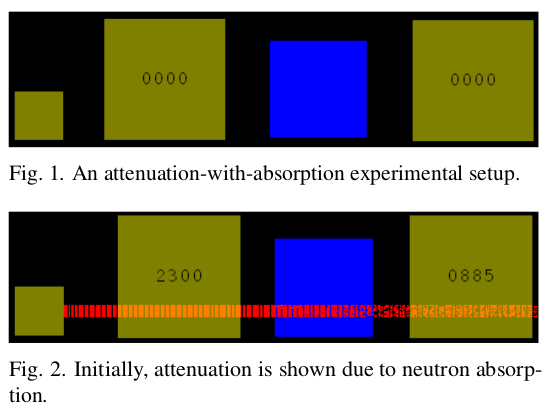 0000
0000
Fig. 1. An attenuation-with-absorption experimental setup.
2300
0885
Fig. 2. Initially, attenuation is shown due to neutron absorp-
tion.